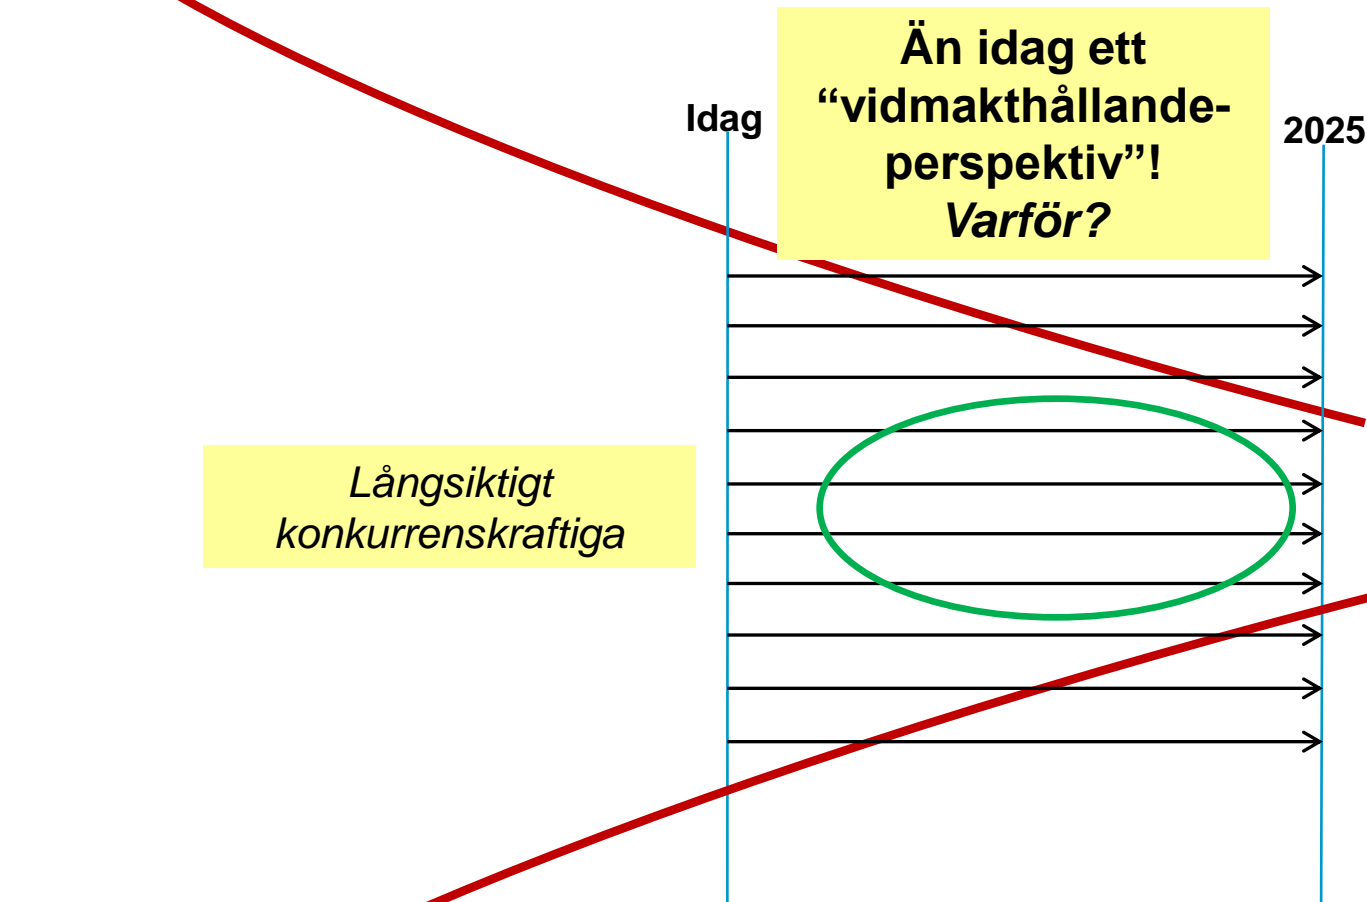 Än idag ett
“vidmakthållande-
perspektiv”!
Varför?
Idag
2025
Långsiktigt
konkurrenskraftiga